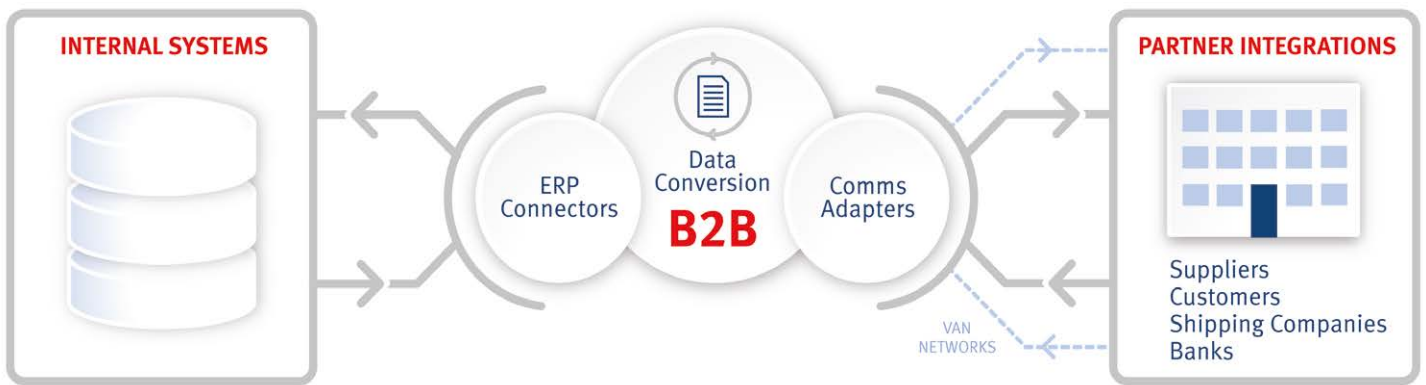 INTERNAL SYSTEMS
ERP
Connectors
Data
Conversion
B2B
Comms
Adapters
VAN
NETWORKS
PARTNER INTEGRATIONS
Suppliers
Customers
Shipping Companies
Banks